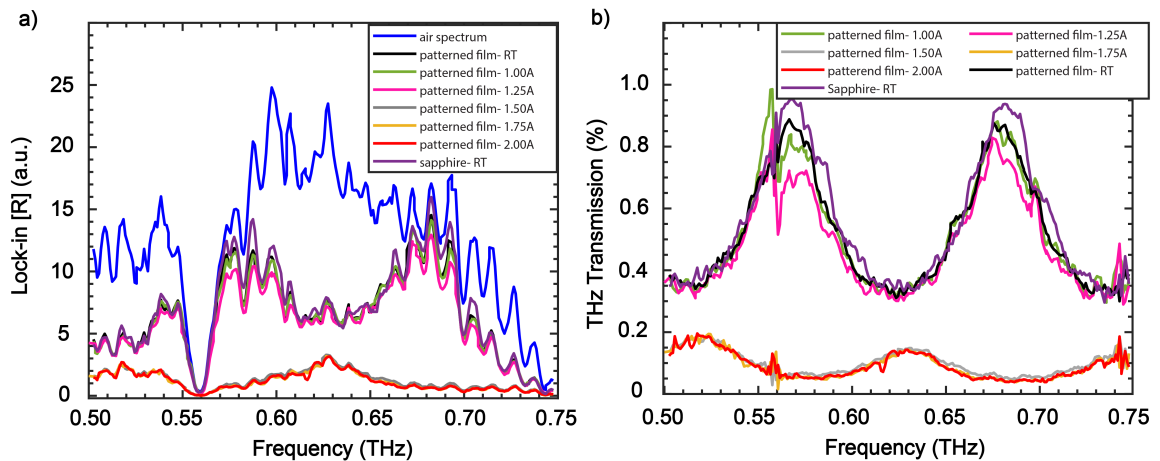 a)
25
20
15
10
5
0
Lock-in [R] (a.u.)
air spectrum
patterned film- RT
patterned film- 1.00A
patterned film- 1.25A
patterned film- 1.50A
patterned film- 1.75A
patterned film- 2.00A
sapphire- RT
0.50 0.55 0.60 0.65 0.70 0.75
Frequency (THz)
b)
1.0
0.8
0.6
0.4
0.2
0
THz Transmission (%)
patterned film- 1.00A patterned film-1.25A
patterned film- 1.50A patterned film-1.75A
patterend film- 2.00A patterned film-RT
Sapphire- RT
0.50 0.55 0.60 0.65 0.70 0.75
Frequency (THz)